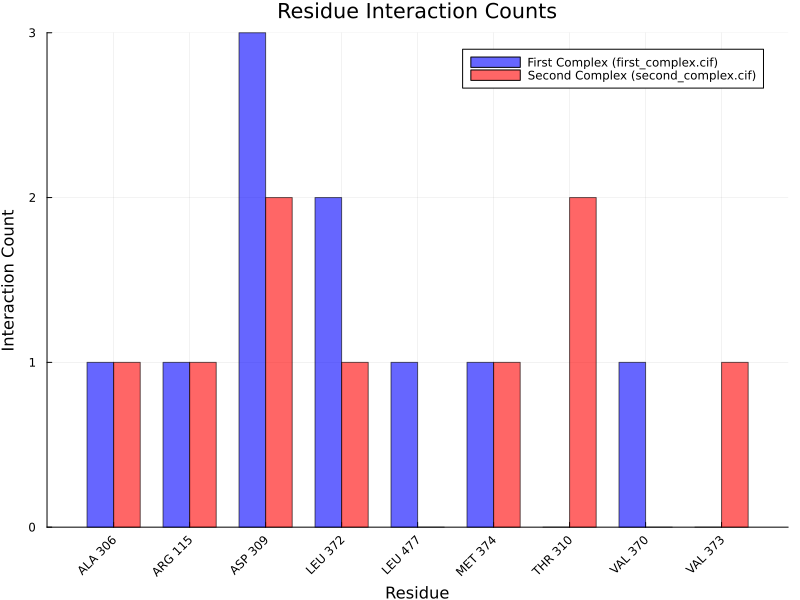 Residue Interaction Counts
First Complex (first_complex.cif)
Second Complex (second_complex.cif)
Interaction Count
3
2
1
0
ALA 306
ARG 115
ASP 309
LEU 372
LEU 477
MET 374
THR 310
VAL 370
VAL 373
Residue